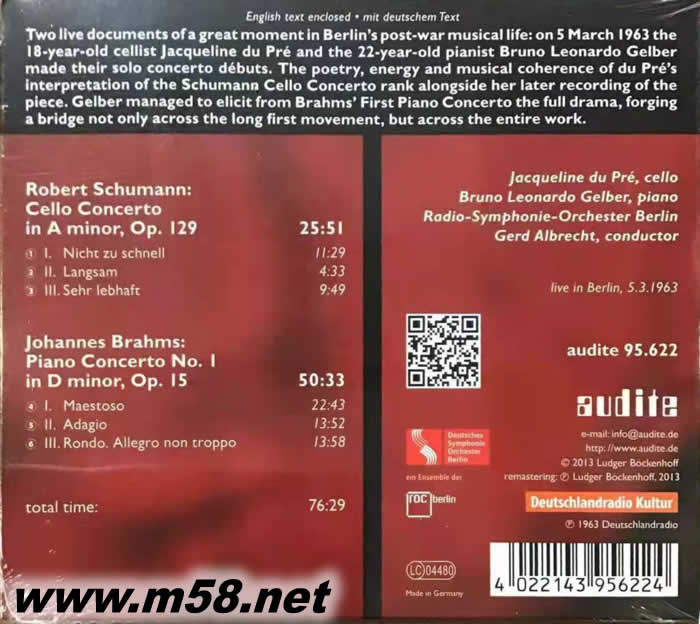 English text enclosed • mit deutschem Text
Two live documents of a great moment in Berlin's post-war musical life: on 5 March 1963 the
18-year-old cellist Jacqueline du Pré and the 22-year-old pianist Bruno Leonardo Gelber
made their solo concerto débuts. The poetry, energy and musical coherence of du Pré's
interpretation of the Schumann Cello Concerto rank alongside her later recording of the
piece. Gelber managed to elicit from Brahms' First Piano Concerto the full drama, forging
a bridge not only across the long first movement, but across the entire work.
Robert Schumann:
Cello Concerto
in A minor, Op. 129 25:51
1 I. Nicht zu schnell 11:29
2 II. Langsam 4:33
3 III. Sehr lebhaft 9:49
Johannes Brahms:
Piano Concerto No. 1
in D minor, Op. 15 50:33
4 I. Maestoso 22:43
5 II. Adagio 13:52
6 III. Rondo. Allegro non troppo 13:58
total time: 76:29
Jacqueline du Pré, cello
Bruno Leonardo Gelber, piano
Radio-Symphonie-Orchester Berlin
Gerd Albrecht, conductor
live in Berlin, 5.3.1963
audite 95.622
audite
e-mail: info@audite.de
http://www.audite.de
© 2013 Ludger Böckenhoff
remastering: ℗ Ludger Böckenhoff, 2013
Deutsches
Symphonie
Orchester
Berlin
ein Ensemble der
roc berlin
Deutschlandradio Kultur
℗ 1963 Deutschlandradio
LC 04480
Made in Germany
4 022143 956224
www.m58.net